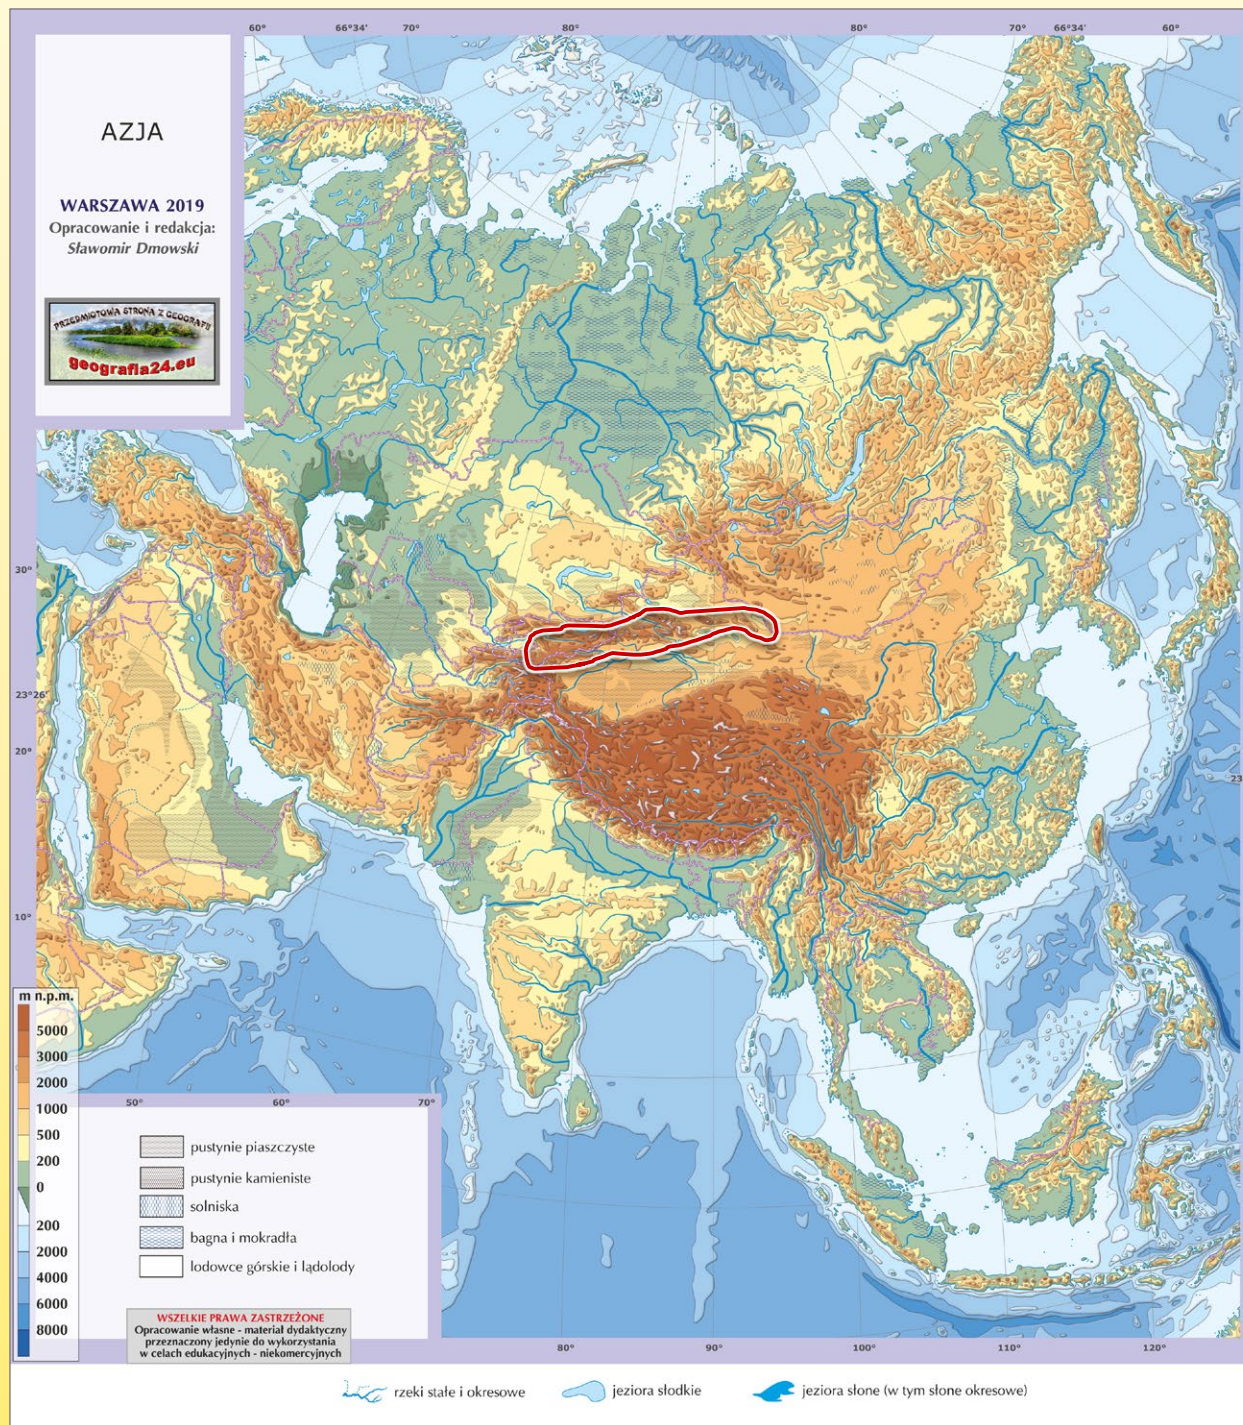 60°
66°34'
70°
80°
80°
70°
66°34'
60°
AZJA
WARSZAWA 2019
Opracowanie i redakcja:
Sławomir Dmowski
PRZEDMIOTOWA STRONA Z GEOGRAFII
geografia24.eu
30°
23°26'
20°
23
10°
m n.p.m.
5000
3000
2000
1000
500
200
0
200
2000
4000
6000
8000
50°
60°
70°
pustynie piaszczyste
pustynie kamieniste
solniska
bagna i mokradła
lodowce górskie i lądolody
WSZELKIE PRAWA ZASTRZEŻONE
Opracowanie własne - materiał dydaktyczny
przeznaczony jedynie do wykorzystania
w celach edukacyjnych - niekomercyjnych
80°
90°
100°
110°
120°
rzeki stałe i okresowe
jeziora słodkie
jeziora słone (w tym słone okresowe)